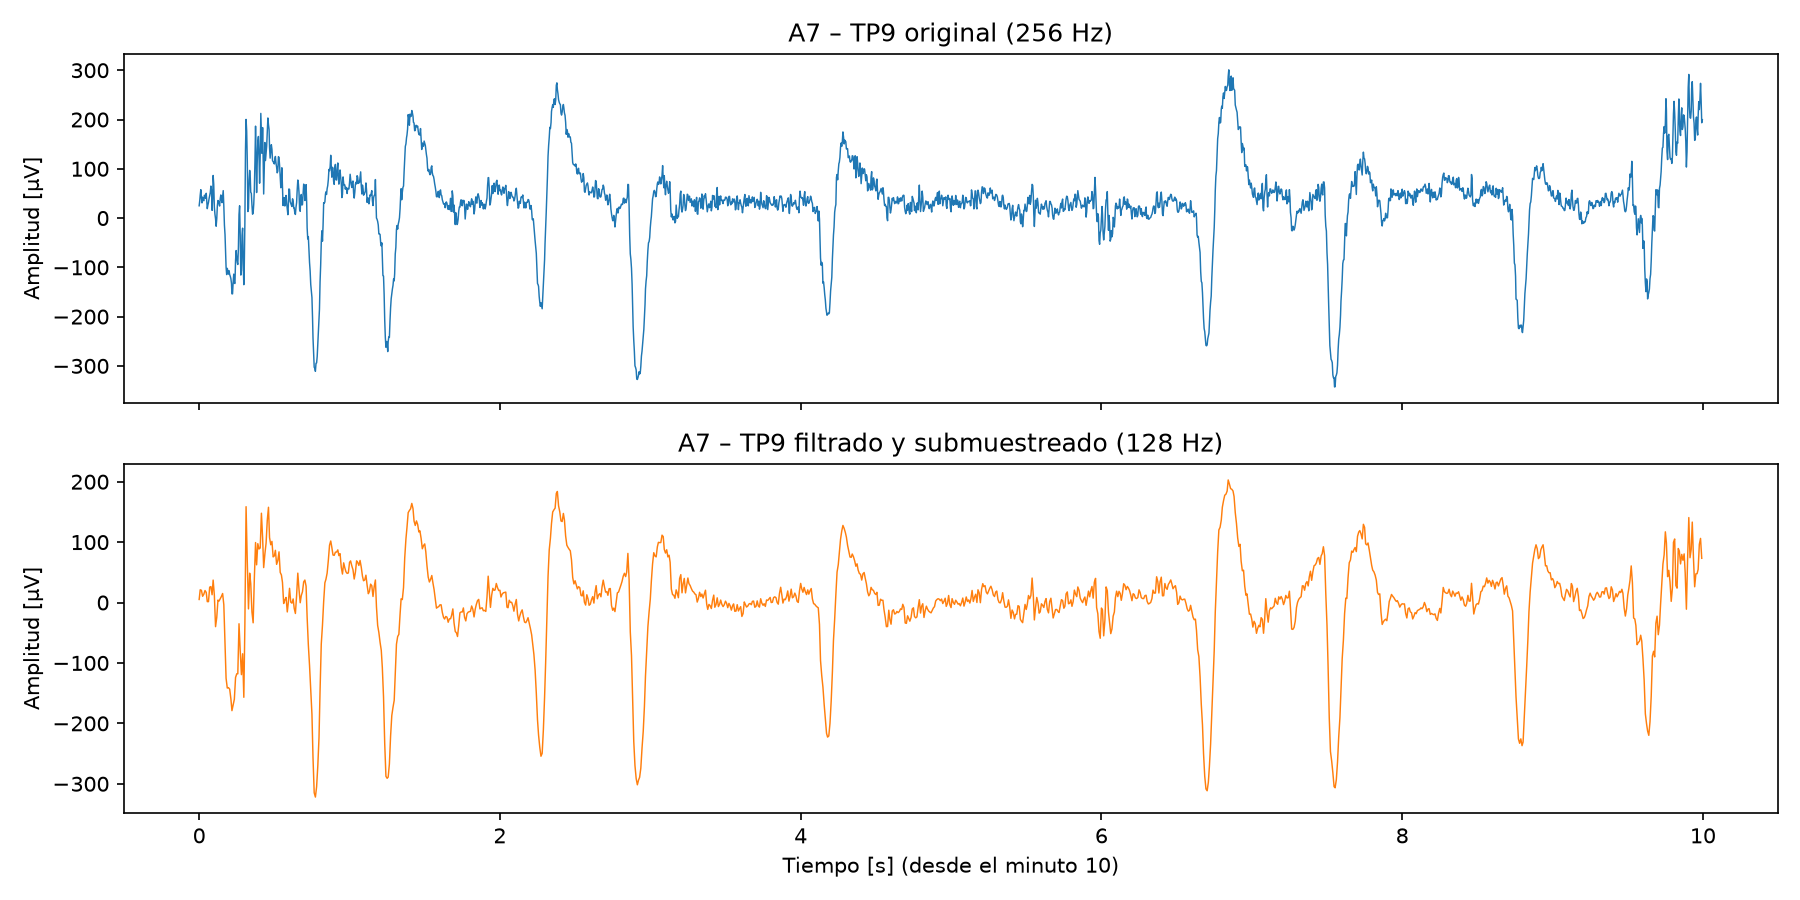 A7 – TP9 original (256 Hz)
Amplitud [µV]
300
200
100
0
−100
−200
−300
A7 – TP9 filtrado y submuestreado (128 Hz)
Amplitud [µV]
200
100
0
−100
−200
−300
0 2 4 6 8 10
Tiempo [s] (desde el minuto 10)